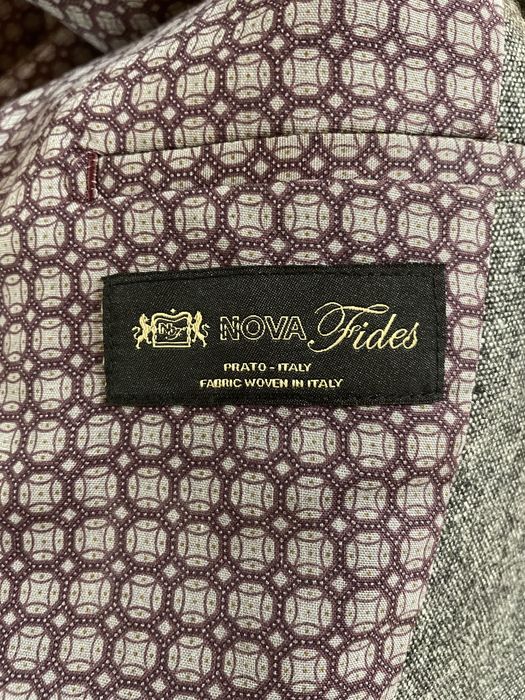 NOVA Fides
PRATO - ITALY
FABRIC WOVEN IN ITALY